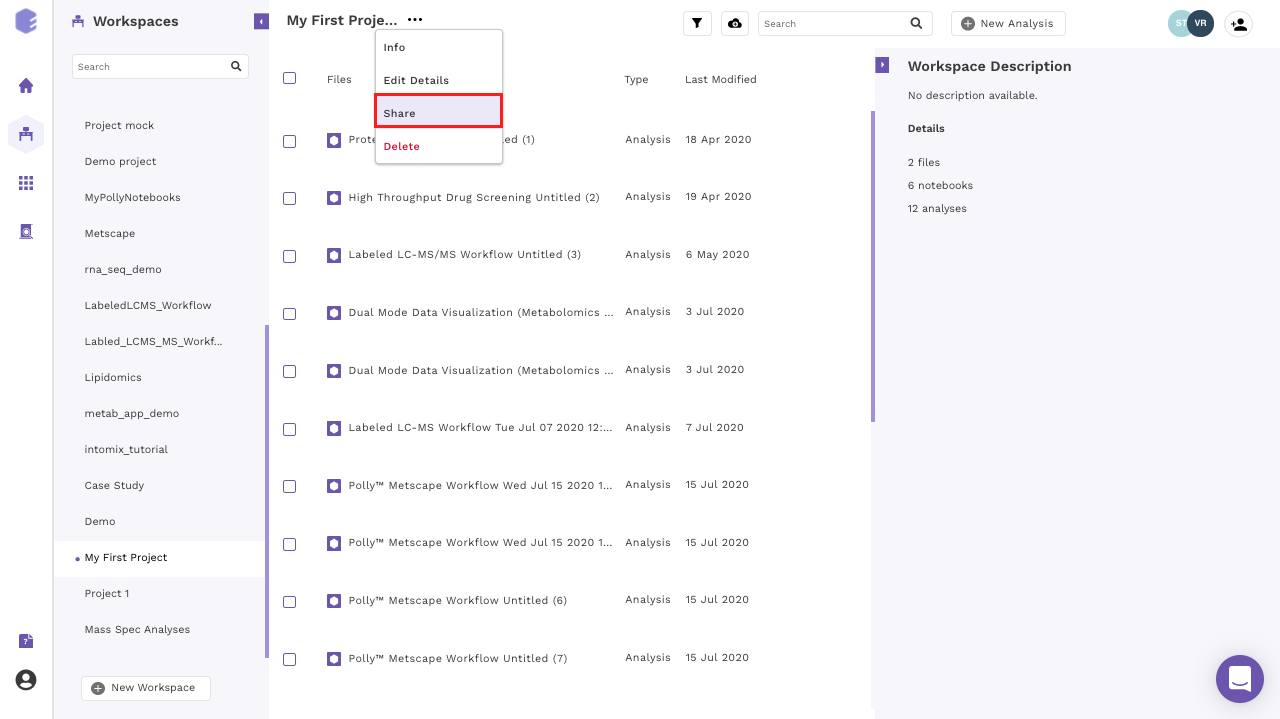 Workspaces
Search
Project mock
Demo project
MyPollyNotebooks
Metscape
rna_seq_demo
LabeledLCMS_Workflow
Labled_LCMS_MS_Workf...
Lipidomics
metab_app_demo
intomix_tutorial
Case Study
Demo
My First Project
Project 1
Mass Spec Analyses
New Workspace
My First Proje...
Info
Edit Details
Share
Delete
Search
New Analysis
ST VR
Files Type Last Modified
(1) Analysis 18 Apr 2020
High Throughput Drug Screening Untitled (2) Analysis 19 Apr 2020
Labeled LC-MS/MS Workflow Untitled (3) Analysis 6 May 2020
Dual Mode Data Visualization (Metabolomics ... Analysis 3 Jul 2020
Dual Mode Data Visualization (Metabolomics ... Analysis 3 Jul 2020
Labeled LC-MS Workflow Tue Jul 07 2020 12:... Analysis 7 Jul 2020
Polly™ Metscape Workflow Wed Jul 15 2020 1... Analysis 15 Jul 2020
Polly™ Metscape Workflow Wed Jul 15 2020 1... Analysis 15 Jul 2020
Polly™ Metscape Workflow Untitled (6) Analysis 15 Jul 2020
Polly™ Metscape Workflow Untitled (7) Analysis 15 Jul 2020
Workspace Description
No description available.
Details
2 files
6 notebooks
12 analyses